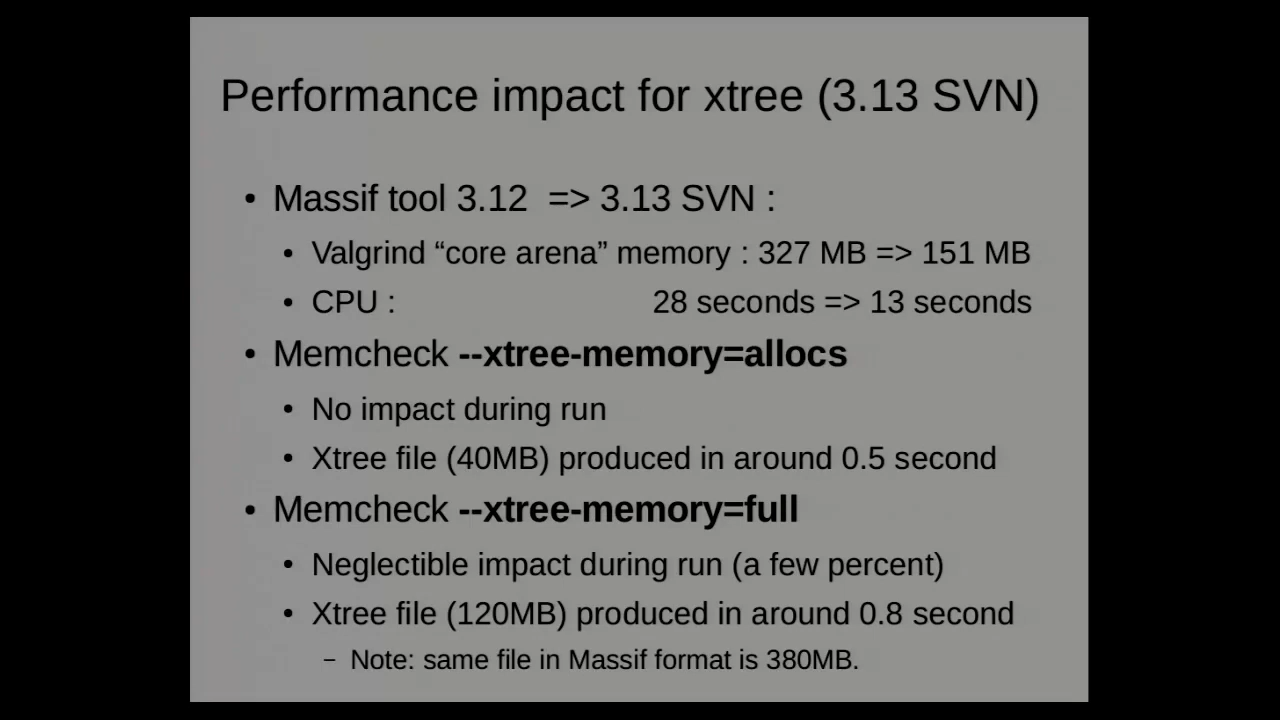 Performance impact for xtree (3.13 SVN)
• Massif tool 3.12 => 3.13 SVN :
• Valgrind “core arena” memory : 327 MB => 151 MB
• CPU : 28 seconds => 13 seconds
• Memcheck --xtree-memory=allocs
• No impact during run
• Xtree file (40MB) produced in around 0.5 second
• Memcheck --xtree-memory=full
• Neglectible impact during run (a few percent)
• Xtree file (120MB) produced in around 0.8 second
– Note: same file in Massif format is 380MB.